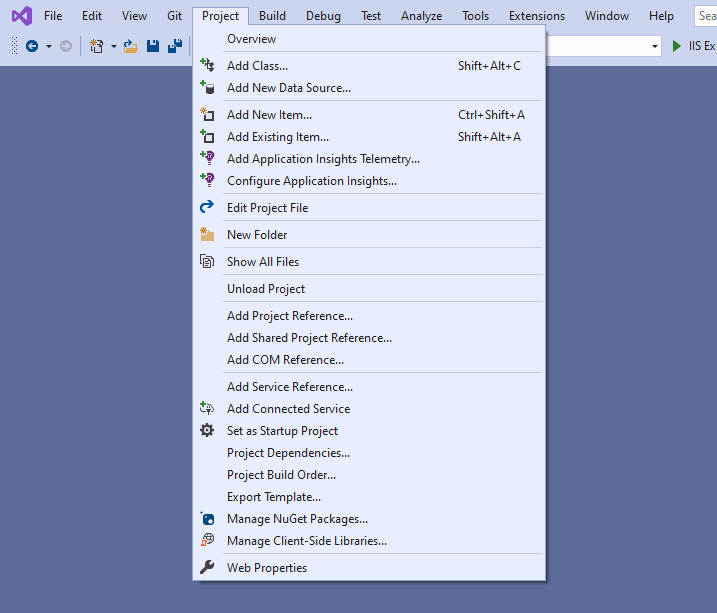 File Edit View Git Project Build Debug Test Analyze Tools Extensions Window Help Sea
IIS Ex
Overview
Add Class... Shift+Alt+C
Add New Data Source...
Add New Item... Ctrl+Shift+A
Add Existing Item... Shift+Alt+A
Add Application Insights Telemetry...
Configure Application Insights...
Edit Project File
New Folder
Show All Files
Unload Project
Add Project Reference...
Add Shared Project Reference...
Add COM Reference...
Add Service Reference...
Add Connected Service
Set as Startup Project
Project Dependencies...
Project Build Order...
Export Template...
Manage NuGet Packages...
Manage Client-Side Libraries...
Web Properties